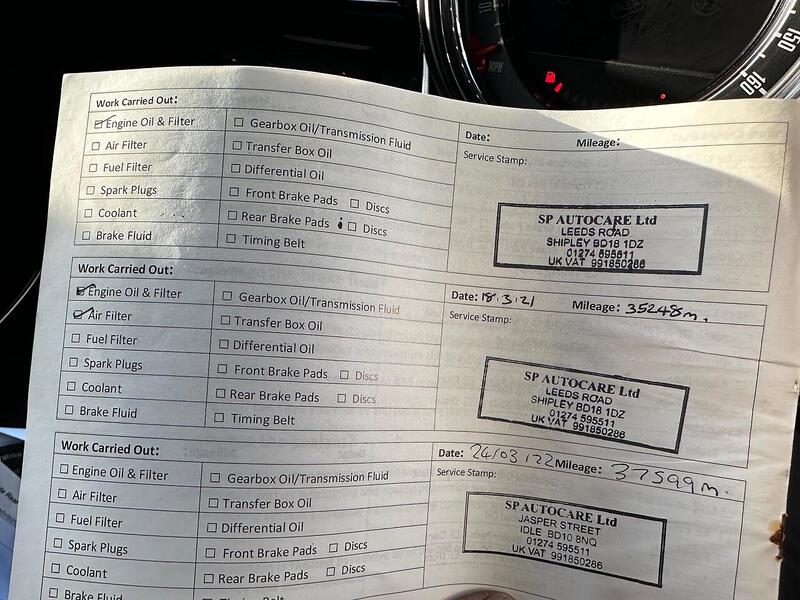 10
MPH
150
160
Work Carried Out:
☑ Engine Oil & Filter
☐ Air Filter
☐ Fuel Filter
☐ Spark Plugs
☐ Coolant
☐ Brake Fluid
☐ Gearbox Oil/Transmission Fluid
☐ Transfer Box Oil
☐ Differential Oil
☐ Front Brake Pads ☐ Discs
☐ Rear Brake Pads ☐ Discs
☐ Timing Belt
Date: Mileage:
Service Stamp:
SP AUTOCARE Ltd
LEEDS ROAD
SHIPLEY BD18 1DZ
01274 595511
UK VAT 991850286
Work Carried Out:
☑ Engine Oil & Filter
☑ Air Filter
☐ Fuel Filter
☐ Spark Plugs
☐ Coolant
☐ Brake Fluid
☐ Gearbox Oil/Transmission Fluid
☐ Transfer Box Oil
☐ Differential Oil
☐ Front Brake Pads ☐ Discs
☐ Rear Brake Pads ☐ Discs
☐ Timing Belt
Date: 18.3.21 Mileage: 35248m.
Service Stamp:
SP AUTOCARE Ltd
LEEDS ROAD
SHIPLEY BD18 1DZ
01274 595511
UK VAT 991850286
Work Carried Out:
☐ Engine Oil & Filter
☐ Air Filter
☐ Fuel Filter
☐ Spark Plugs
☐ Coolant
☐ Brake Fluid
☐ Gearbox Oil/Transmission Fluid
☐ Transfer Box Oil
☐ Differential Oil
☐ Front Brake Pads ☐ Discs
☐ Rear Brake Pads ☐ Discs
☐ Timing Belt
Date: 24/03/22 Mileage: 37599m.
Service Stamp:
SP AUTOCARE Ltd
JASPER STREET
IDLE BD10 8NQ
01274 595511
UK VAT 991850286